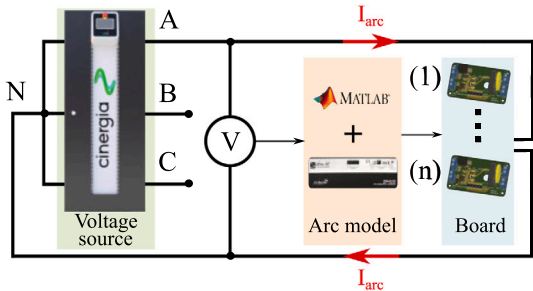 A
I_arc
N
B
C
cinergia
V
MATLAB®
+
(1)
(n)
Voltage
source
Arc model
Board
I_arc